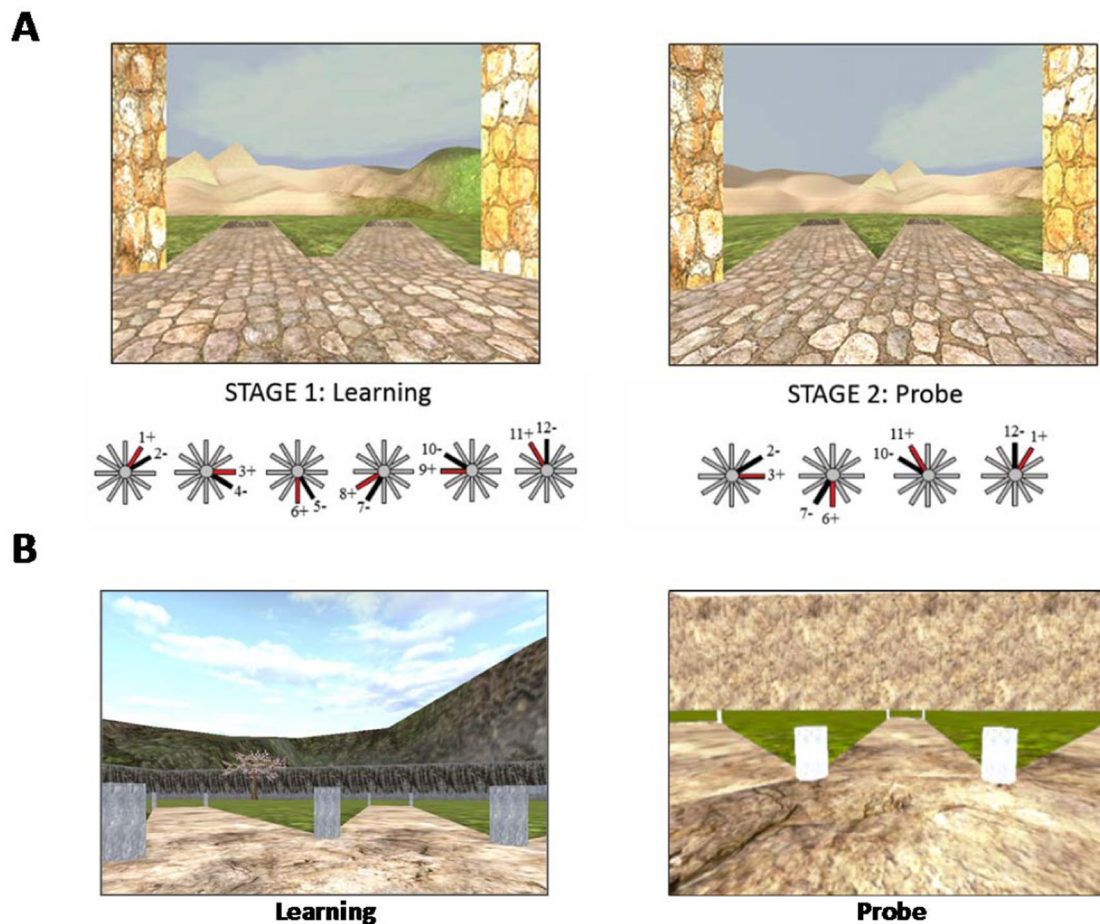 A
STAGE 1: Learning
STAGE 2: Probe
1+
2-
3+
4-
6+ 5-
8+
7-
10-
9+
11+ 12-
2-
3+
7-
6+
11+
10-
12- 1+
B
Learning
Probe